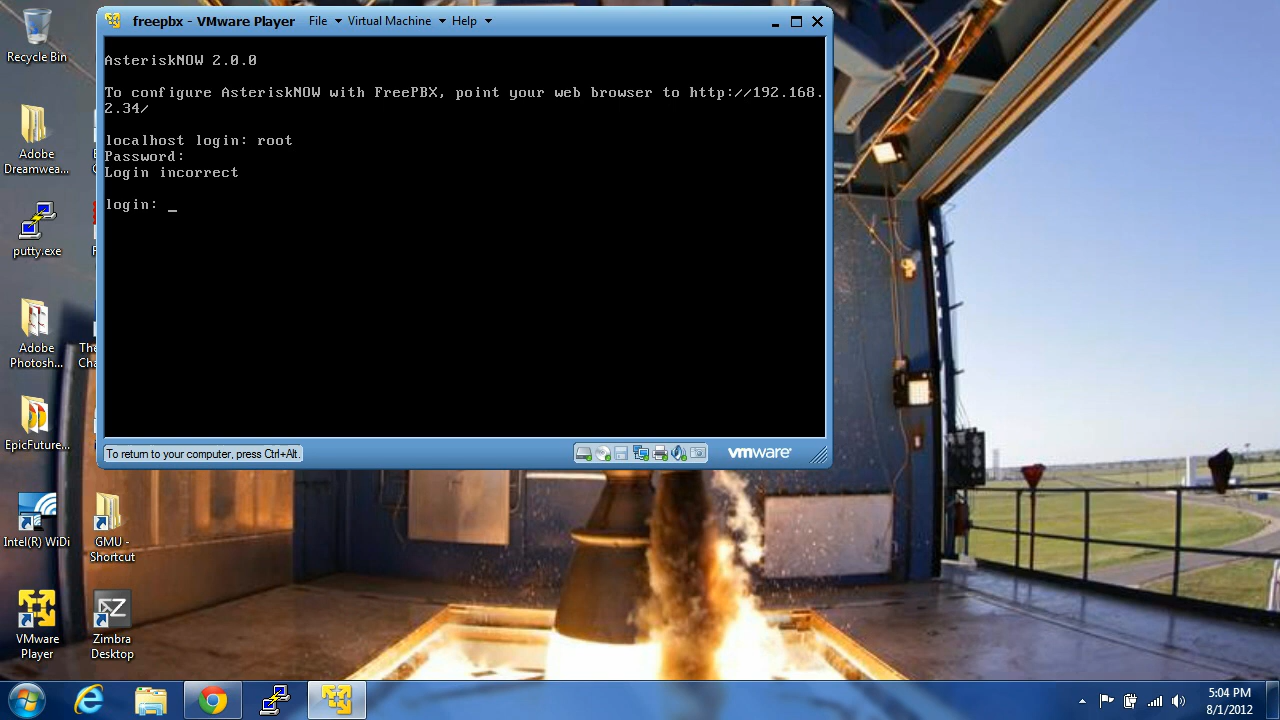 freepbx - VMware Player File Virtual Machine Help
AsteriskNOW 2.0.0
To configure AsteriskNOW with FreePBX, point your web browser to http://192.168.
2.34/
localhost login: root
Password:
Login incorrect
login: _
To return to your computer, press Ctrl+Alt.
vmware
Recycle Bin
Adobe
Dreamwea...
putty.exe
Adobe
Photosh...
The
Cha
EpicFuture...
Intel(R) WiDi
GMU -
Shortcut
VMware
Player
Zimbra
Desktop
5:04 PM
8/1/2012